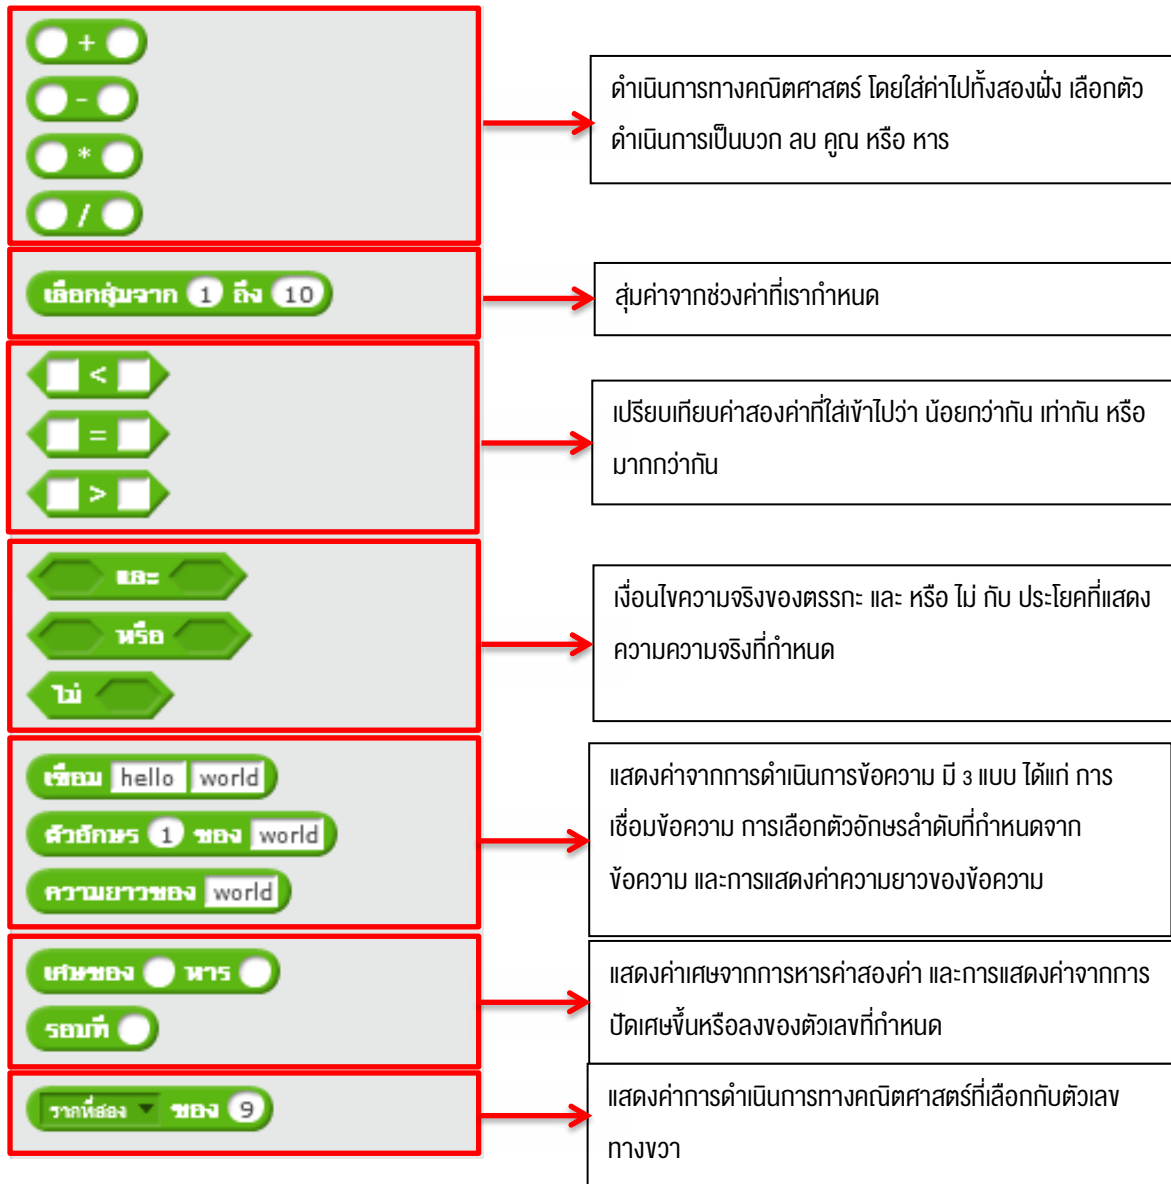 +
-
*
/
ดำเนินการทางคณิตศาสตร์ โดยใส่ค่าไปทั้งสองฝั่ง เลือกตัว
ดำเนินการเป็นบวก ลบ คูณ หรือ หาร
เลือกสุ่มจาก 1 ถึง 10
สุ่มค่าจากช่วงค่าที่เรากำหนด
<
=
>
เปรียบเทียบค่าสองค่าที่ใส่เข้าไปว่า น้อยกว่ากัน เท่ากัน หรือ
มากกว่ากัน
และ
หรือ
ไม่
เงื่อนไขความจริงของตรรกะ และ หรือ ไม่ กับ ประโยคที่แสดง
ความความจริงที่กำหนด
เชื่อม hello world
ตัวอักษร 1 ของ world
ความยาวของ world
แสดงค่าจากการดำเนินการข้อความ มี 3 แบบ ได้แก่ การ
เชื่อมข้อความ การเลือกตัวอักษรลำดับที่กำหนดจาก
ข้อความ และการแสดงค่าความยาวของข้อความ
เศษของ หาร
รอบที่
แสดงค่าเศษจากการหารค่าสองค่า และการแสดงค่าจากการ
ปัดเศษขึ้นหรือลงของตัวเลขที่กำหนด
รากที่สอง ของ 9
แสดงค่าการดำเนินการทางคณิตศาสตร์ที่เลือกกับตัวเลข
ทางขวา